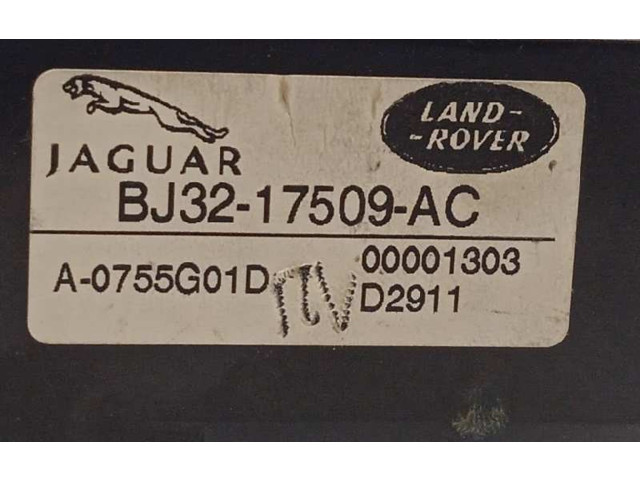 JAGUAR
LAND-
-ROVER
BJ32-17509-AC
A-0755G01D
00001303
D2911